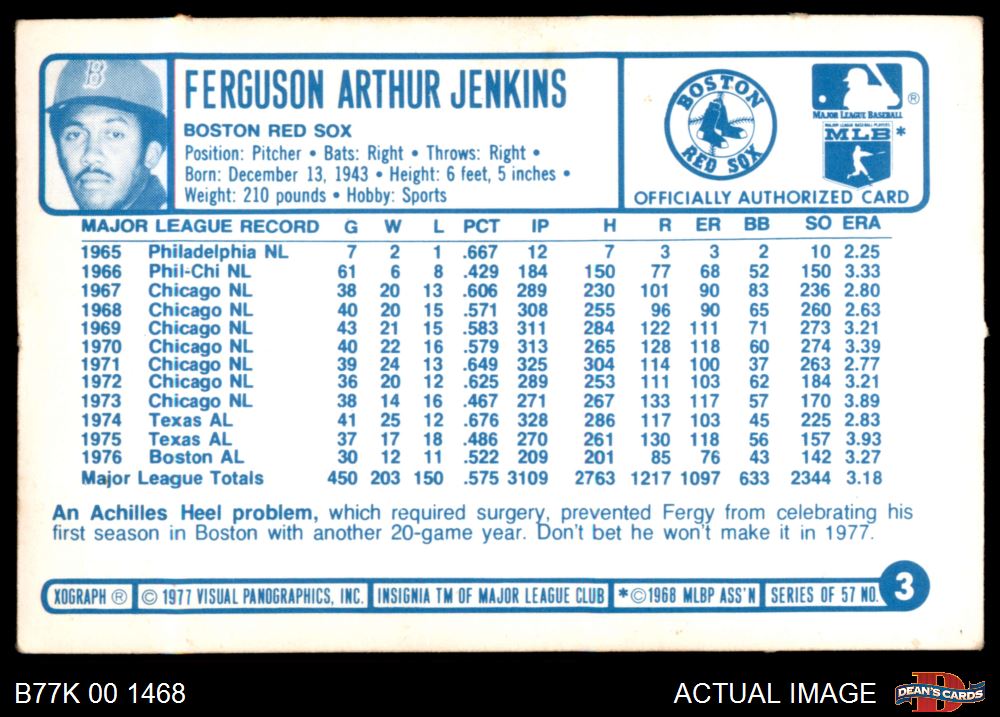 B
FERGUSON ARTHUR JENKINS
BOSTON RED SOX
Position: Pitcher • Bats: Right • Throws: Right •
Born: December 13, 1943 • Height: 6 feet, 5 inches •
Weight: 210 pounds • Hobby: Sports
BOSTON
RED SOX
®
MAJOR LEAGUE BASEBALL
MAJOR LEAGUE BASEBALL PLAYERS
MLB *
OFFICIALLY AUTHORIZED CARD
MAJOR LEAGUE RECORD G W L PCT IP H R ER BB SO ERA
1965 Philadelphia NL 7 2 1 .667 12 7 3 3 2 10 2.25
1966 Phil-Chi NL 61 6 8 .429 184 150 77 68 52 150 3.33
1967 Chicago NL 38 20 13 .606 289 230 101 90 83 236 2.80
1968 Chicago NL 40 20 15 .571 308 255 96 90 65 260 2.63
1969 Chicago NL 43 21 15 .583 311 284 122 111 71 273 3.21
1970 Chicago NL 40 22 16 .579 313 265 128 118 60 274 3.39
1971 Chicago NL 39 24 13 .649 325 304 114 100 37 263 2.77
1972 Chicago NL 36 20 12 .625 289 253 111 103 62 184 3.21
1973 Chicago NL 38 14 16 .467 271 267 133 117 57 170 3.89
1974 Texas AL 41 25 12 .676 328 286 117 103 45 225 2.83
1975 Texas AL 37 17 18 .486 270 261 130 118 56 157 3.93
1976 Boston AL 30 12 11 .522 209 201 85 76 43 142 3.27
Major League Totals 450 203 150 .575 3109 2763 1217 1097 633 2344 3.18
An Achilles Heel problem, which required surgery, prevented Fergy from celebrating his
first season in Boston with another 20-game year. Don't bet he won't make it in 1977.
XOGRAPH ® © 1977 VISUAL PANOGRAPHICS, INC. INSIGNIA TM OF MAJOR LEAGUE CLUB *©1968 MLBP ASS'N SERIES OF 57 NO. 3
B77K 00 1468
ACTUAL IMAGE
D
DEAN'S CARDS